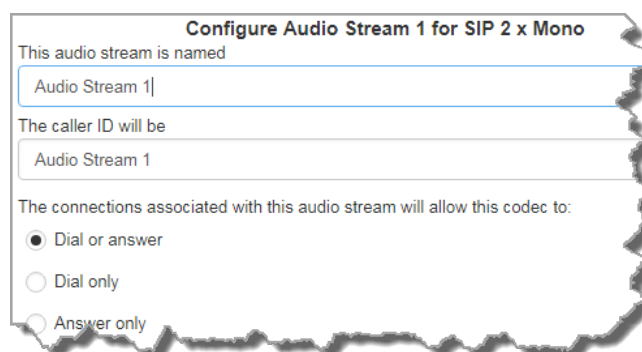 Configure Audio Stream 1 for SIP 2 x Mono
This audio stream is named
Audio Stream 1
The caller ID will be
Audio Stream 1
The connections associated with this audio stream will allow this codec to:
Dial or answer
Dial only
Answer only